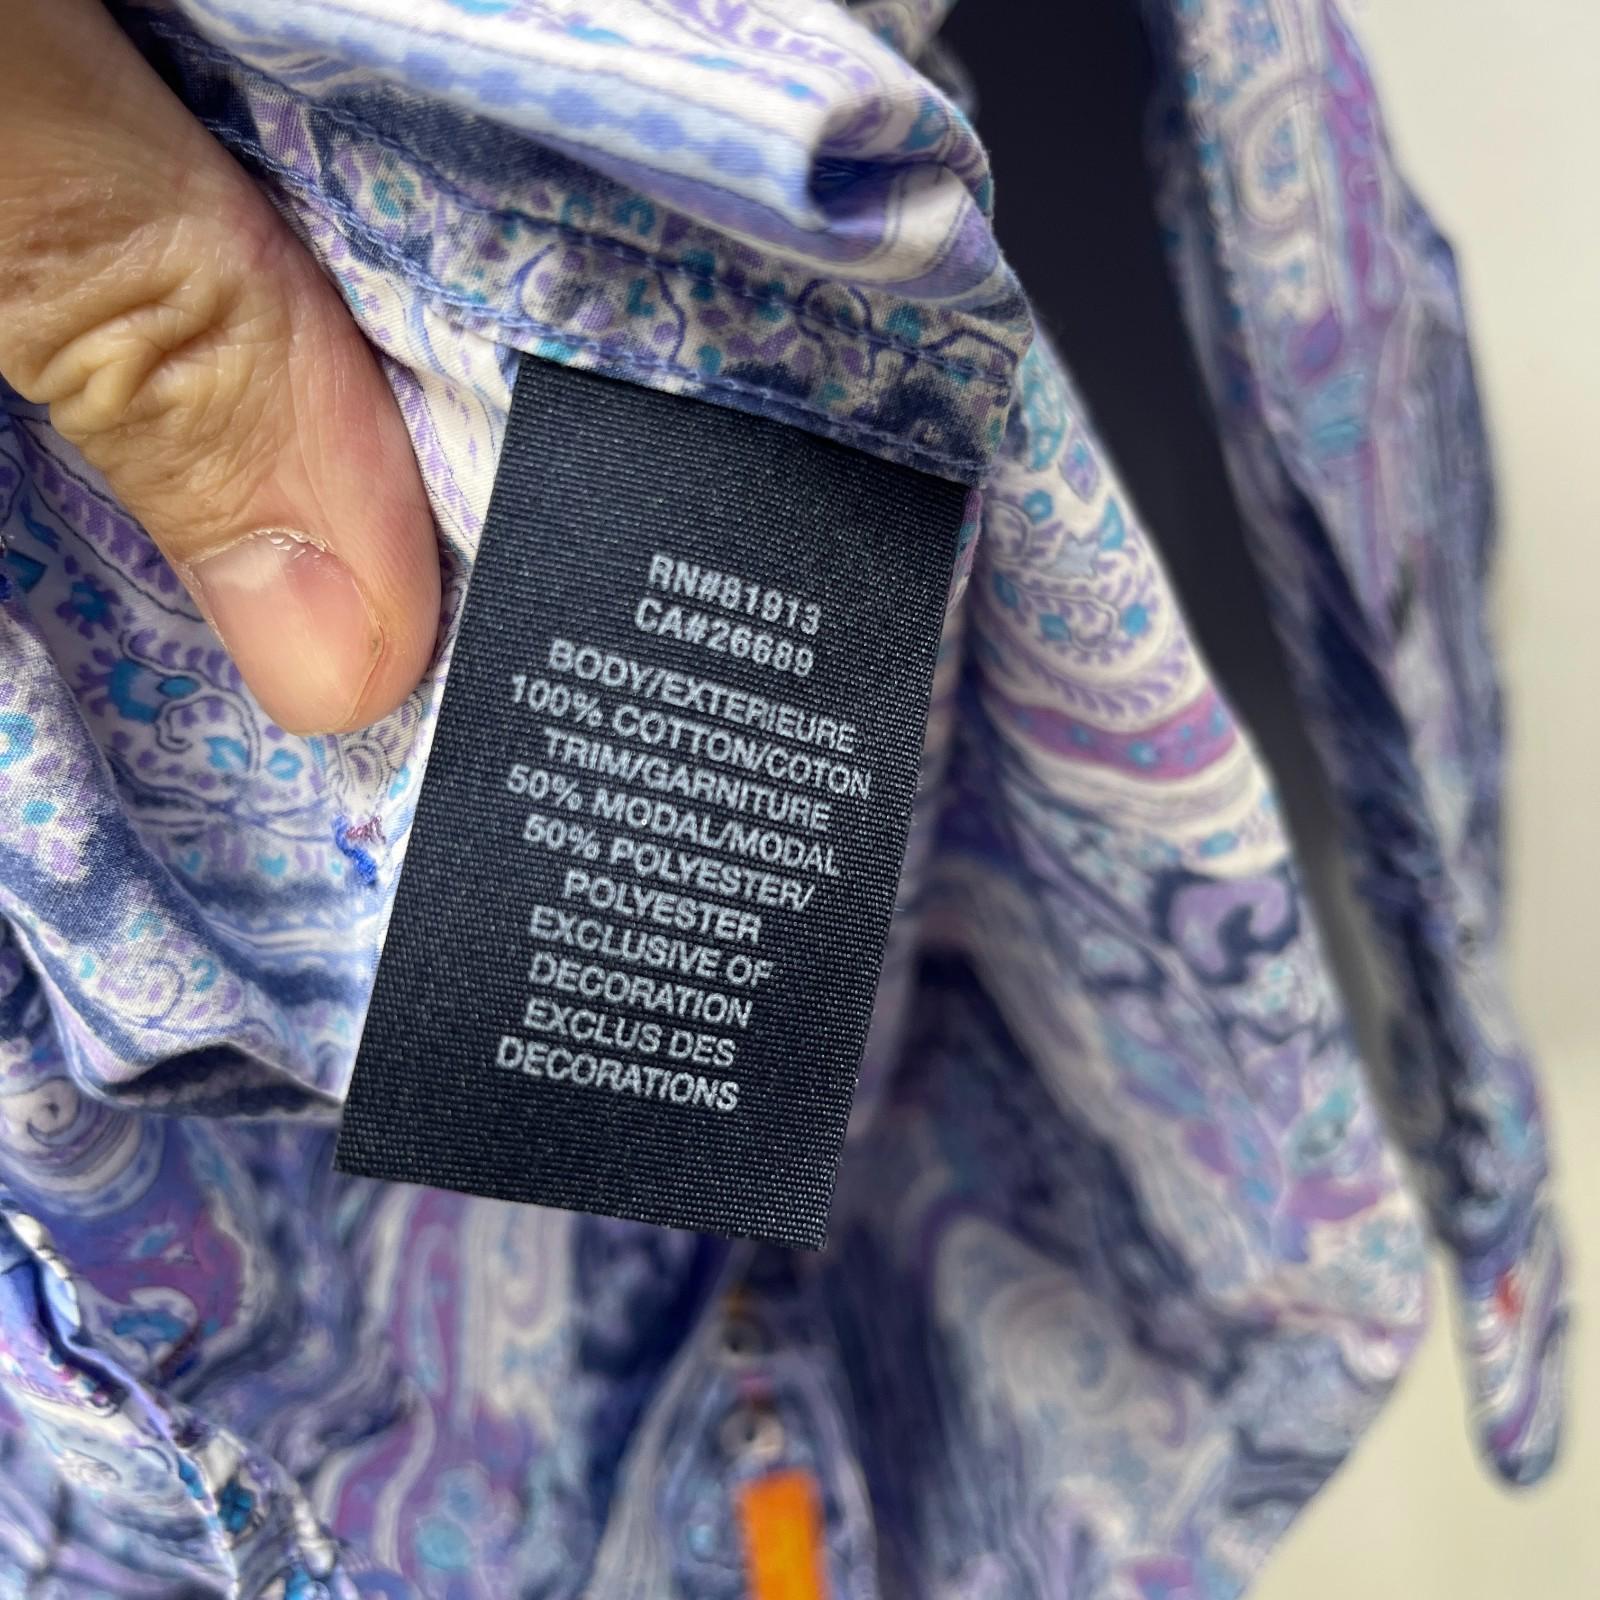 RN#81913
CA#26689
BODY/EXTERIEURE
100% COTTON/COTON
TRIM/GARNITURE
50% MODAL/MODAL
50% POLYESTER/
POLYESTER
EXCLUSIVE OF
DECORATION
EXCLUS DES
DECORATIONS